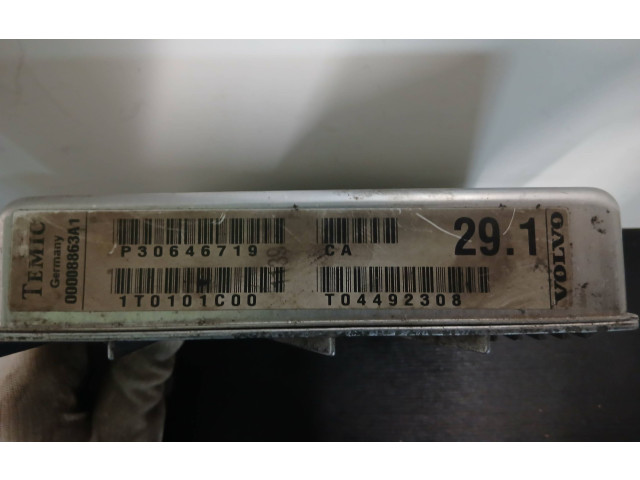 TEMIC
Germany
00008863A1
P30646719
CA
29.1
1T0101C00
T04492308
VOLVO